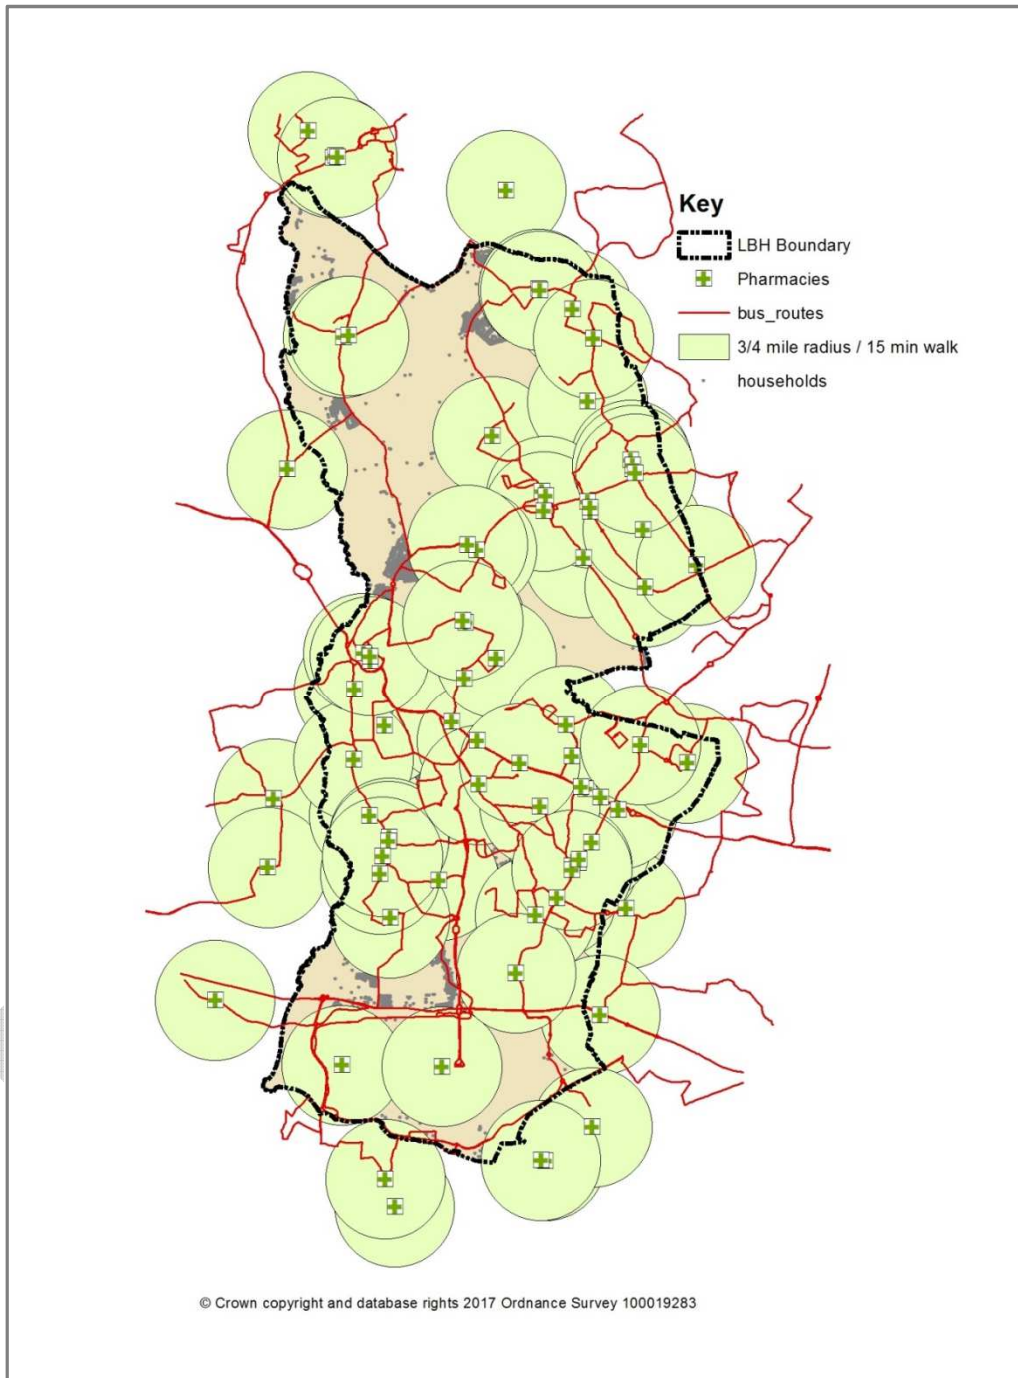 Key
LBH Boundary
Pharmacies
bus_routes
3/4 mile radius / 15 min walk
households
© Crown copyright and database rights 2017 Ordnance Survey 100019283